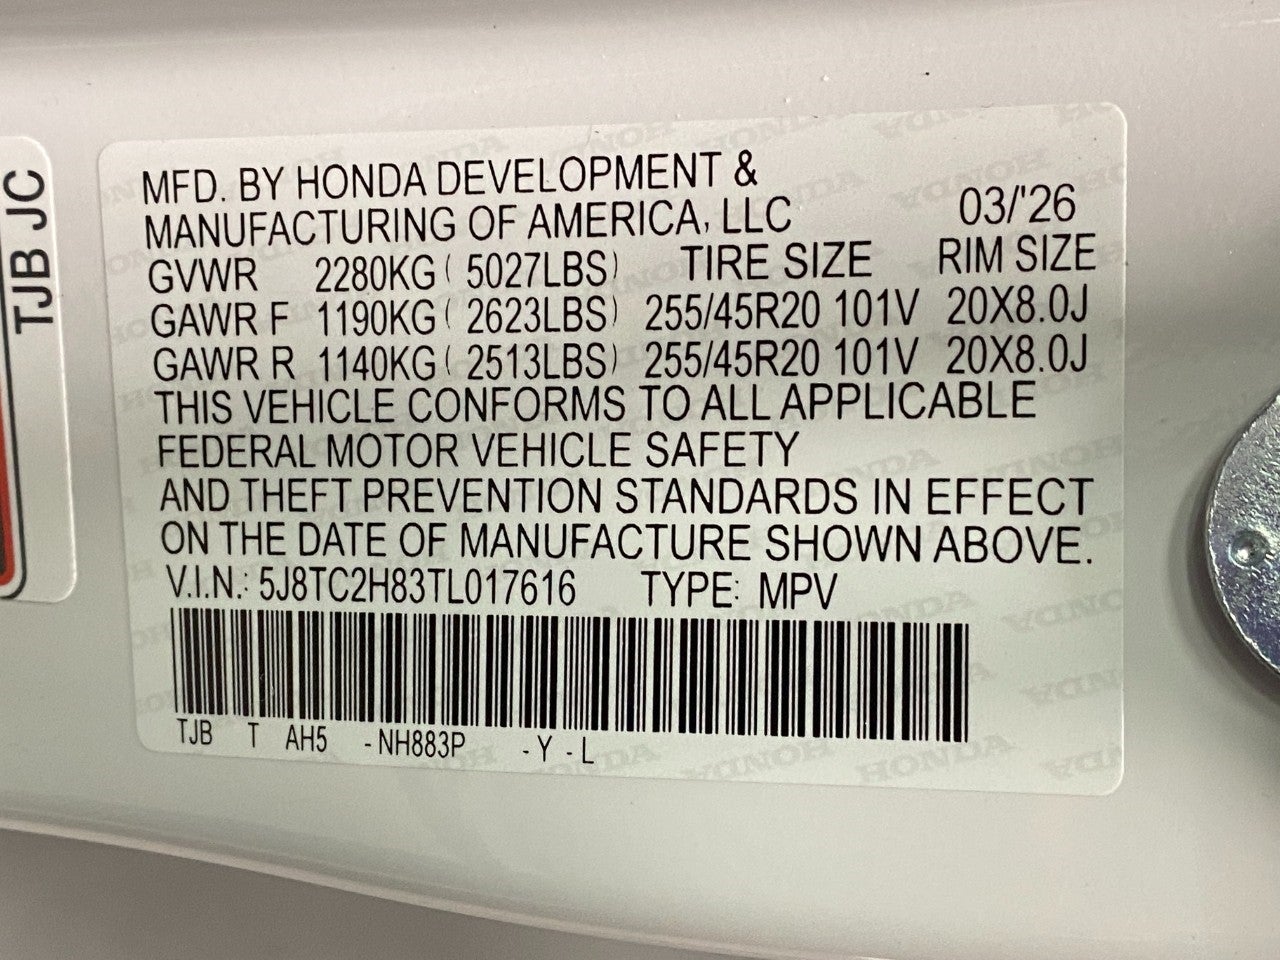 TJB JC
MFD. BY HONDA DEVELOPMENT &
MANUFACTURING OF AMERICA, LLC 03/'26
GVWR 2280KG ( 5027LBS) TIRE SIZE RIM SIZE
GAWR F 1190KG ( 2623LBS) 255/45R20 101V 20X8.0J
GAWR R 1140KG ( 2513LBS) 255/45R20 101V 20X8.0J
THIS VEHICLE CONFORMS TO ALL APPLICABLE
FEDERAL MOTOR VEHICLE SAFETY
AND THEFT PREVENTION STANDARDS IN EFFECT
ON THE DATE OF MANUFACTURE SHOWN ABOVE.
V.I.N.: 5J8TC2H83TL017616 TYPE: MPV
TJB T AH5 -NH883P -Y-L